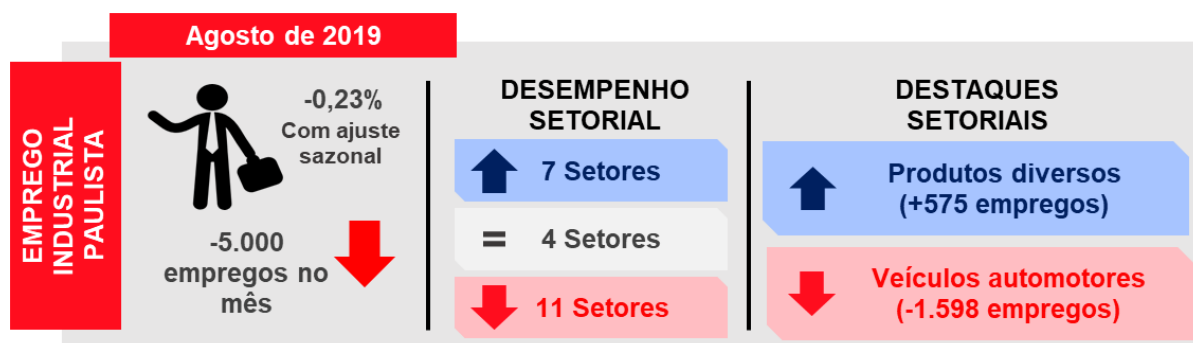 Agosto de 2019
EMPREGO
INDUSTRIAL
PAULISTA
-0,23%
Com ajuste
sazonal
-5.000
empregos no
mês
DESEMPENHO
SETORIAL
7 Setores
= 4 Setores
11 Setores
DESTAQUES
SETORIAIS
Produtos diversos
(+575 empregos)
Veículos automotores
(-1.598 empregos)